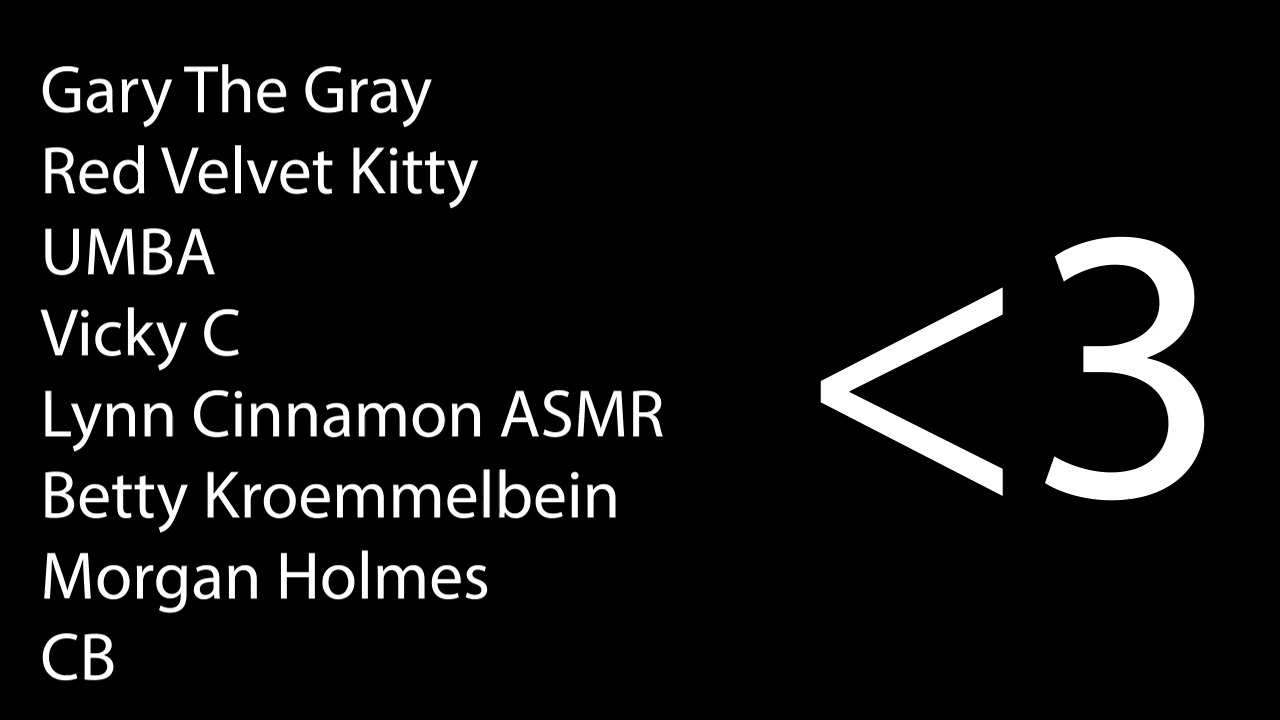 Gary The Gray
Red Velvet Kitty
UMBA
Vicky C
Lynn Cinnamon ASMR
Betty Kroemmelbein
Morgan Holmes
CB
<3